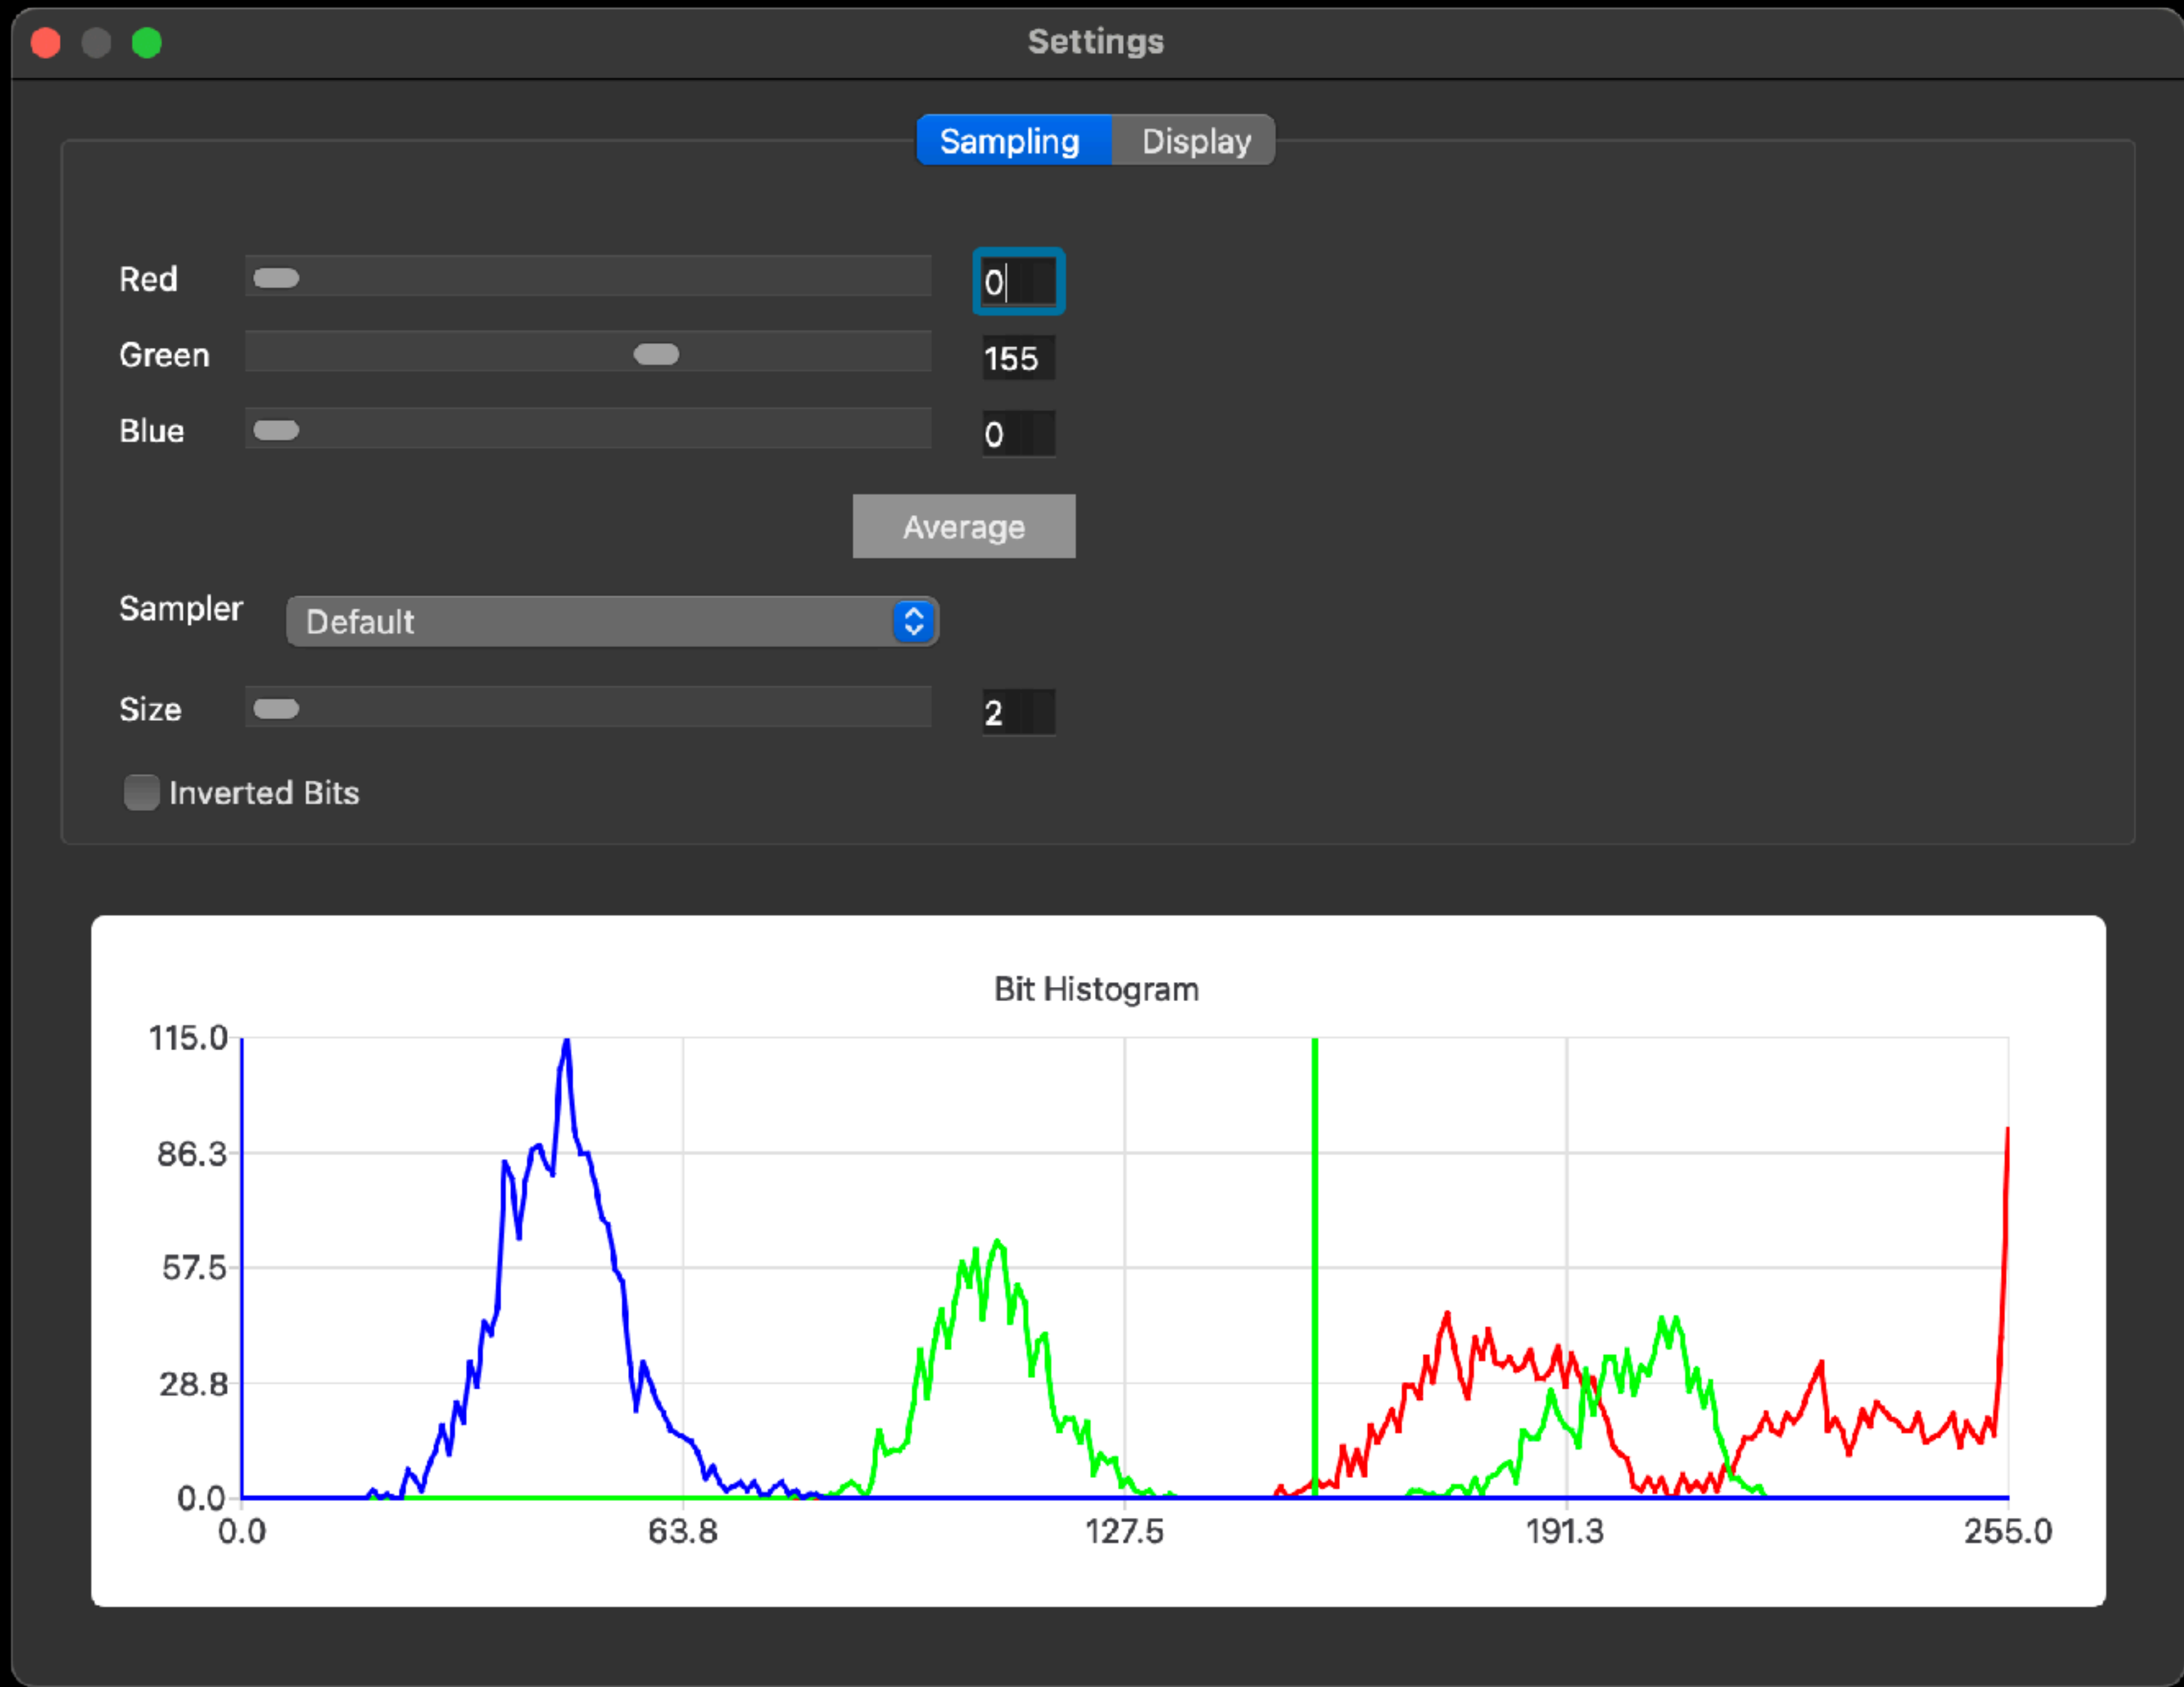 Settings
Sampling Display
Red 0
Green 155
Blue 0
Average
Sampler Default
Size 2
Inverted Bits
Bit Histogram
115.0
86.3
57.5
28.8
0.0
0.0 63.8 127.5 191.3 255.0